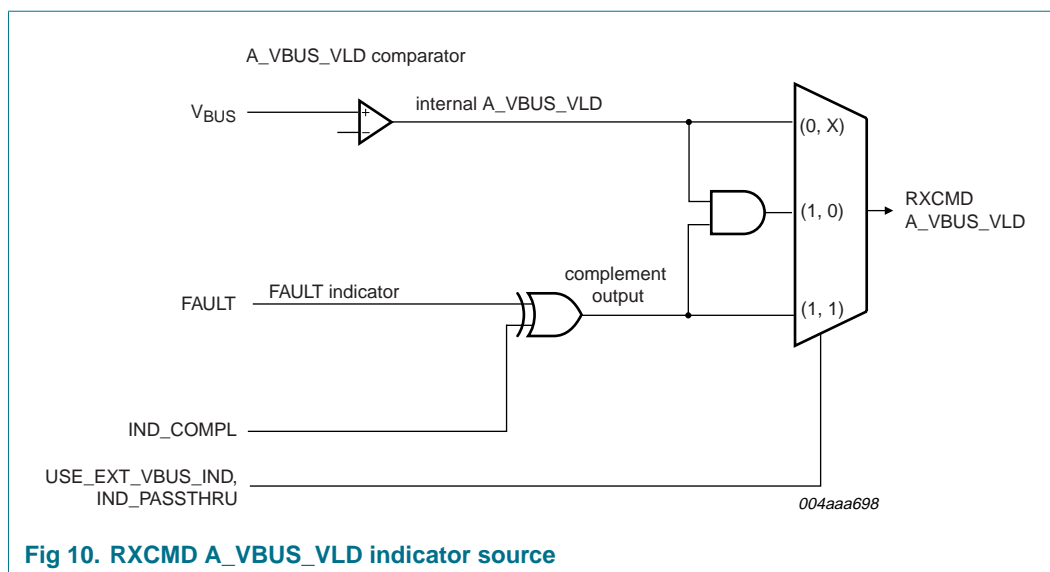 A_VBUS_VLD comparator
VBUS
+
−
internal A_VBUS_VLD
(0, X)
(1, 0)
RXCMD
A_VBUS_VLD
complement
output
FAULT
FAULT indicator
(1, 1)
IND_COMPL
USE_EXT_VBUS_IND,
IND_PASSTHRU
004aaa698
Fig 10. RXCMD A_VBUS_VLD indicator source